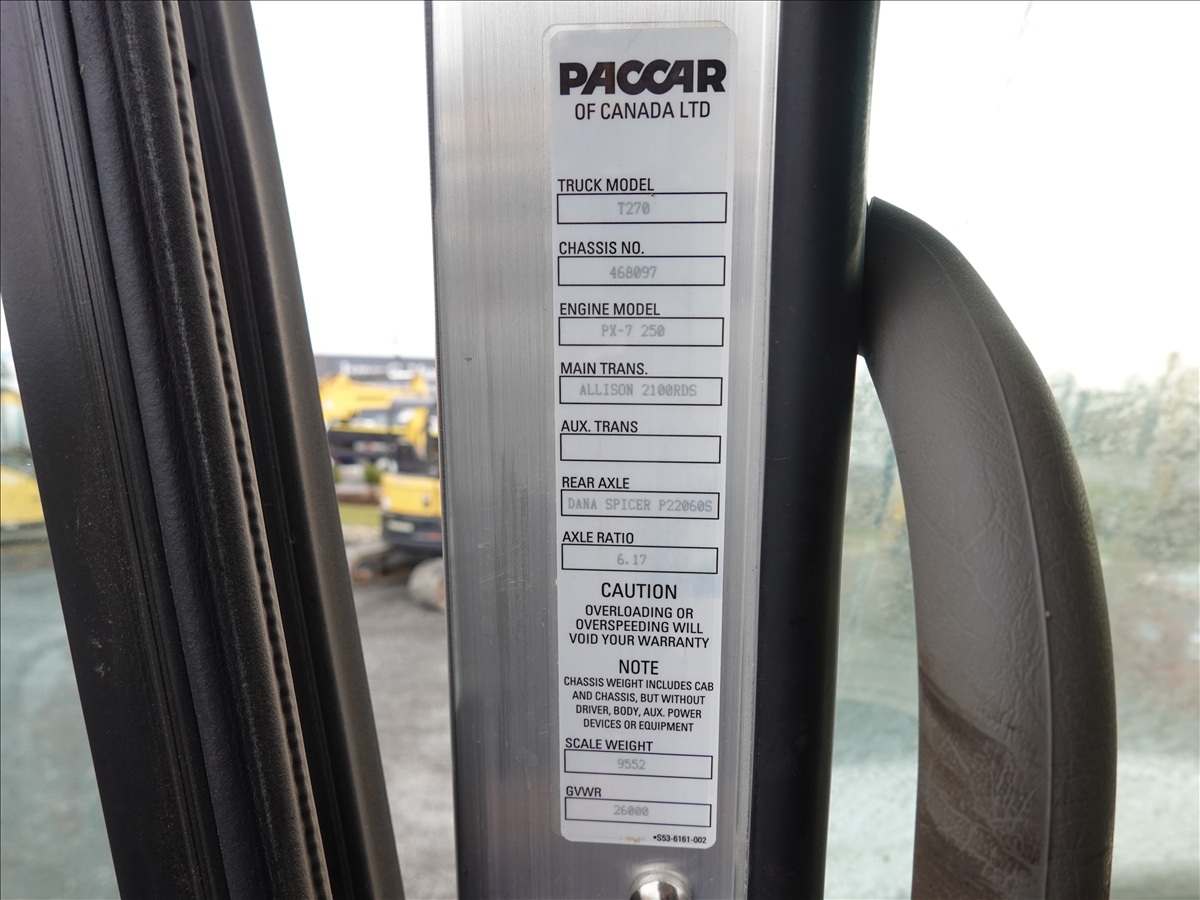 PACCAR
OF CANADA LTD
TRUCK MODEL
T270
CHASSIS NO.
468097
ENGINE MODEL
PX-7 250
MAIN TRANS.
ALLISON 2100RDS
AUX. TRANS
REAR AXLE
DANA SPICER P22060S
AXLE RATIO
6.17
CAUTION
OVERLOADING OR
OVERSPEEDING WILL
VOID YOUR WARRANTY
NOTE
CHASSIS WEIGHT INCLUDES CAB
AND CHASSIS, BUT WITHOUT
DRIVER, BODY, AUX. POWER
DEVICES OR EQUIPMENT
SCALE WEIGHT
9552
GVWR
26000
•S53-6161-002